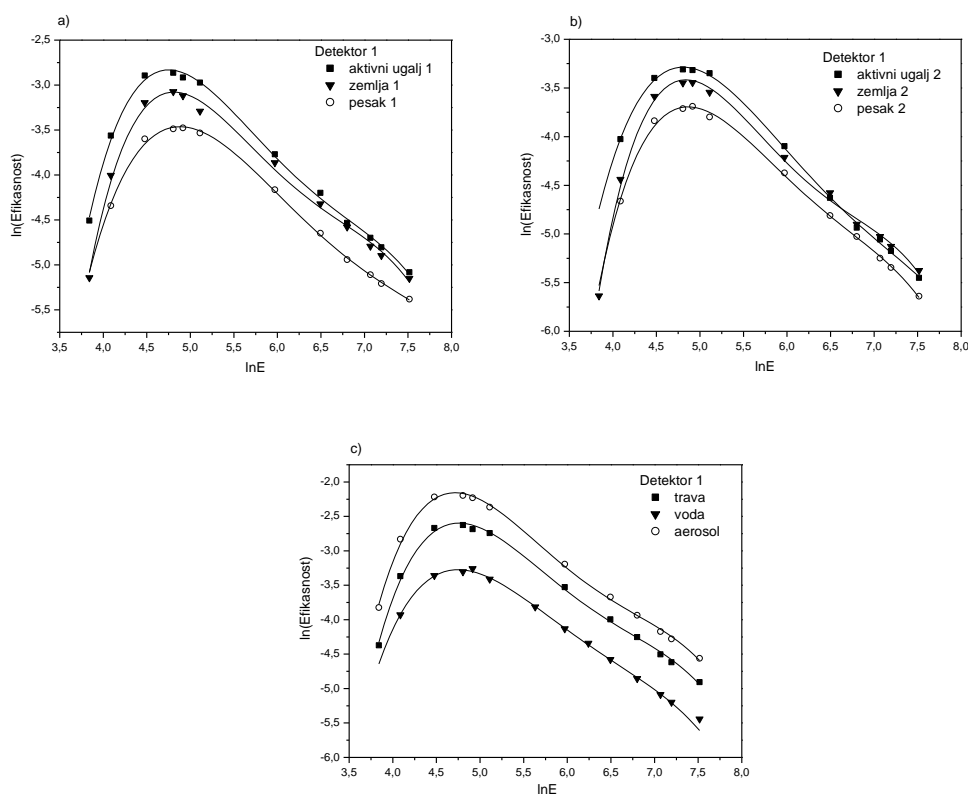 a)
Detektor 1
aktivni ugalj 1
zemlja 1
pesak 1
ln(Efikasnost)
-2,5
-3,0
-3,5
-4,0
-4,5
-5,0
-5,5
3,5 4,0 4,5 5,0 5,5 6,0 6,5 7,0 7,5 8,0
lnE
b)
Detektor 1
aktivni ugalj 2
zemlja 2
pesak 2
ln(Efikasnost)
-3,0
-3,5
-4,0
-4,5
-5,0
-5,5
-6,0
3,5 4,0 4,5 5,0 5,5 6,0 6,5 7,0 7,5 8,0
lnE
c)
Detektor 1
trava
voda
aerosol
ln(Efikasnost)
-2,0
-2,5
-3,0
-3,5
-4,0
-4,5
-5,0
-5,5
-6,0
3,5 4,0 4,5 5,0 5,5 6,0 6,5 7,0 7,5 8,0
lnE